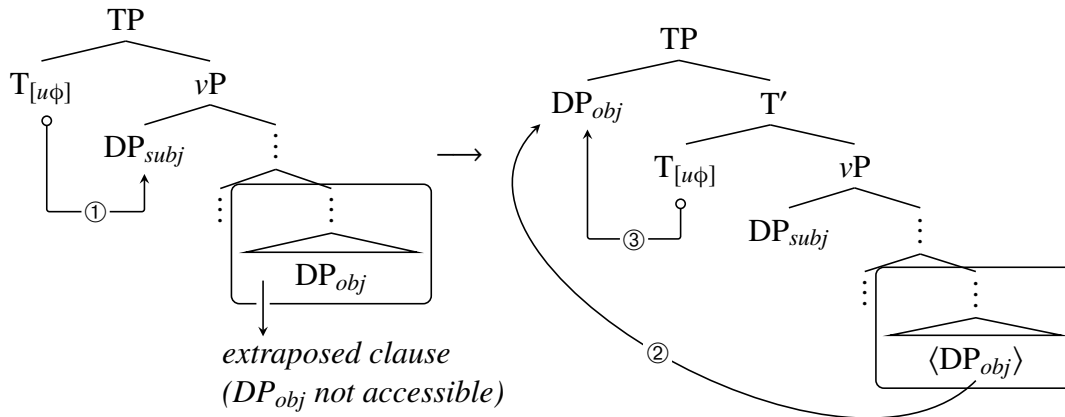 TP
T[uϕ] vP
DPsubj
⋮
①
⋮ ⋮
DPobj
extraposed clause
(DPobj not accessible)
→
TP
DPobj T′
T[uϕ] vP
③
DPsubj ⋮
⋮ ⋮
②
⟨DPobj⟩